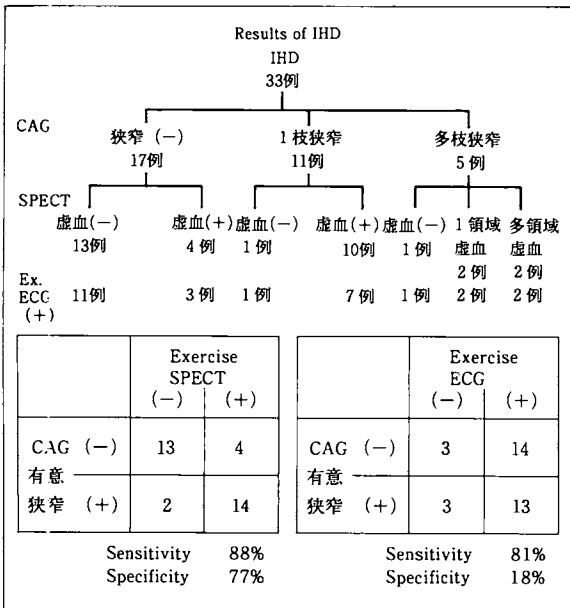 Results of IHD
IHD
33例
CAG
狭窄 (−) 1枝狭窄 多枝狭窄
17例 11例 5例
SPECT
虚血(−) 虚血(+) 虚血(−) 虚血(+) 虚血(−) 1領域 多領域
虚血 虚血
13例 4例 1例 10例 1例 2例 2例
Ex.
ECG 11例 3例 1例 7例 1例 2例 2例
(+)
Exercise
SPECT
(−) (+)
CAG (−) 13 4
有意
狭窄 (+) 2 14
Sensitivity 88%
Specificity 77%
Exercise
ECG
(−) (+)
CAG (−) 3 14
有意
狭窄 (+) 3 13
Sensitivity 81%
Specificity 18%